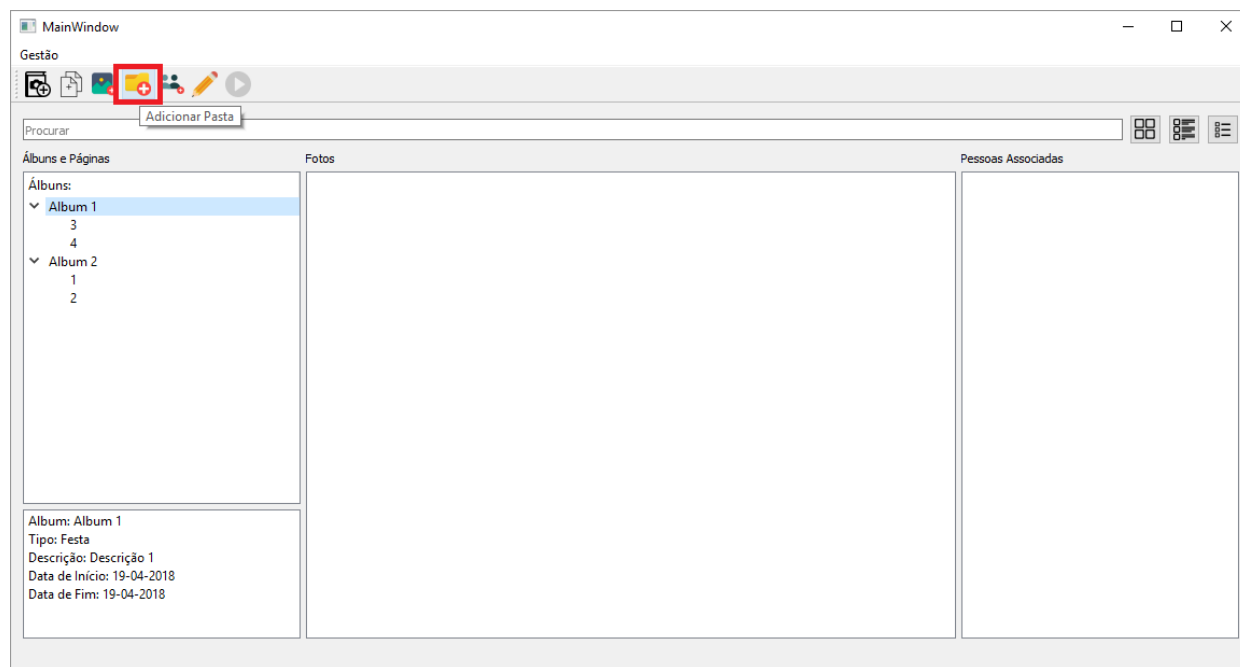 MainWindow
Gestão
Adicionar Pasta
Procurar
Álbuns e Páginas
Fotos
Pessoas Associadas
Álbuns:
Album 1
3
4
Album 2
1
2
Album: Album 1
Tipo: Festa
Descrição: Descrição 1
Data de Início: 19-04-2018
Data de Fim: 19-04-2018